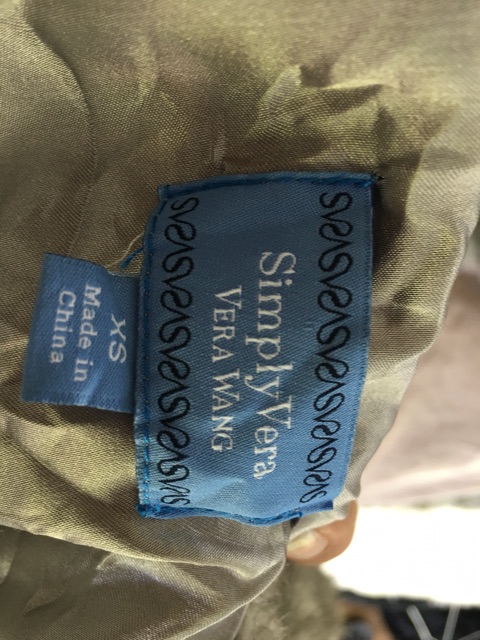 Simply Vera
VERA WANG
XS
Made in
China